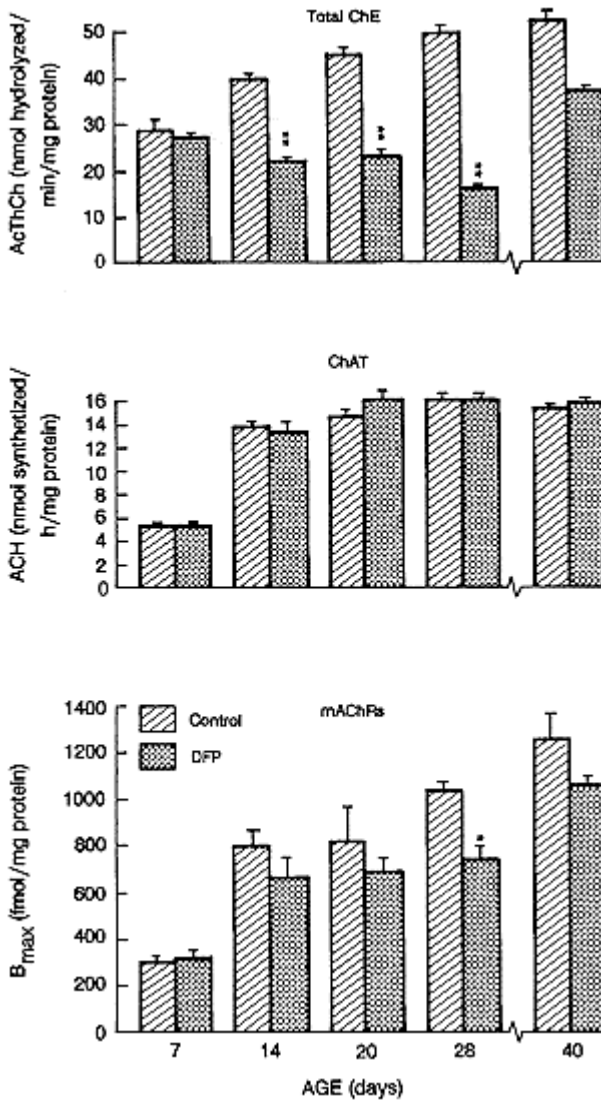 Total ChE
AcThCh (nmol hydrolyzed/
min/mg protein)
50
40
30
20
10
0
**
**
**
ChAT
ACH (nmol synthetized/
h/mg protein)
16
14
12
10
8
6
4
2
0
mAChRs
Bmax (fmol/mg protein)
1400
1200
1000
800
600
400
200
0
Control
DFP
*
7 14 20 28 40
AGE (days)